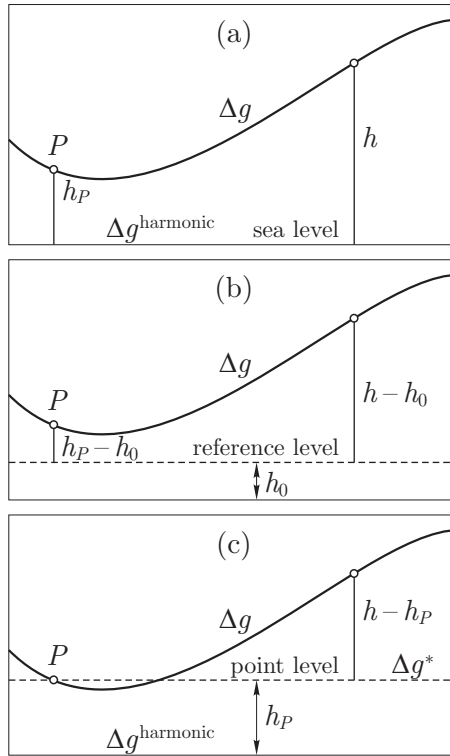 (a)
Δg
P
h_P
h
Δg^harmonic
sea level
(b)
Δg
P
h_P − h_0
h − h_0
reference level
h_0
(c)
Δg
P
h − h_P
point level
Δg*
h_P
Δg^harmonic